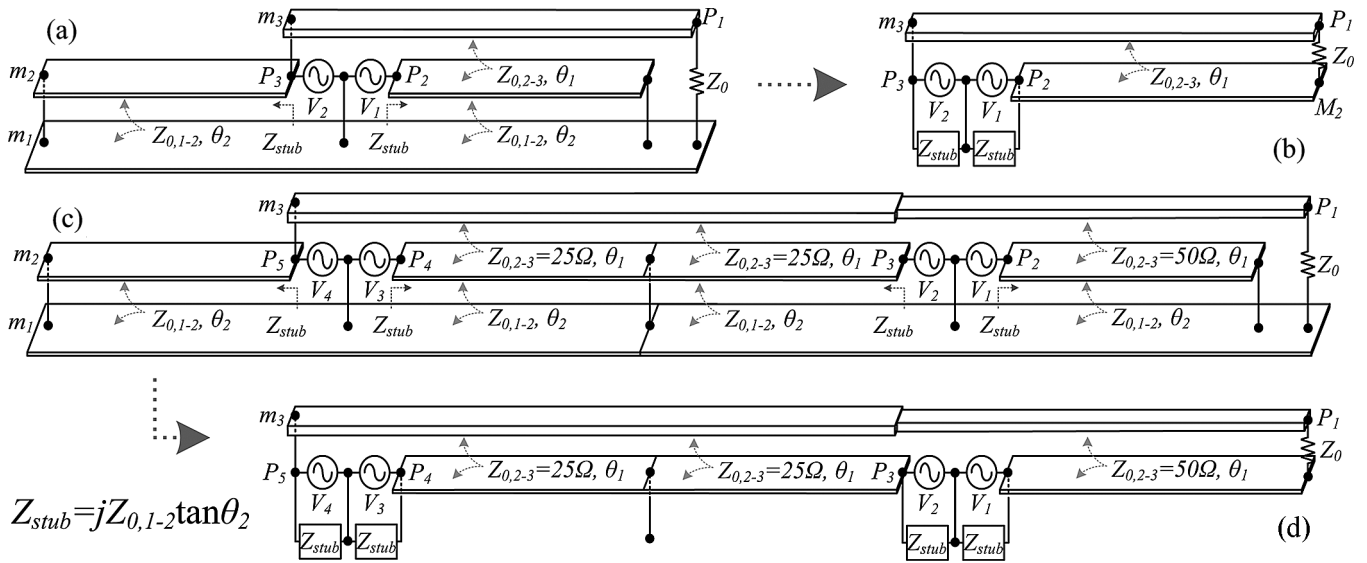 (a)
m3
P1
m2
P3
P2
Z0,2-3, θ1
Z0
V2
V1
m1
Z0,1-2, θ2
Zstub
Zstub
Z0,1-2, θ2
(b)
m3
P1
P3
P2
Z0,2-3, θ1
Z0
V2
V1
M2
Zstub
Zstub
(c)
m3
P1
m2
P5
P4
Z0,2-3=25Ω, θ1
Z0,2-3=25Ω, θ1
P3
P2
Z0,2-3=50Ω, θ1
Z0
V4
V3
V2
V1
m1
Z0,1-2, θ2
Zstub
Zstub
Z0,1-2, θ2
Z0,1-2, θ2
Zstub
Zstub
Z0,1-2, θ2
m3
P1
P5
P4
Z0,2-3=25Ω, θ1
Z0,2-3=25Ω, θ1
P3
Z0,2-3=50Ω, θ1
Z0
V4
V3
V2
V1
Zstub=jZ0,1-2tanθ2
Zstub
Zstub
Zstub
Zstub
(d)